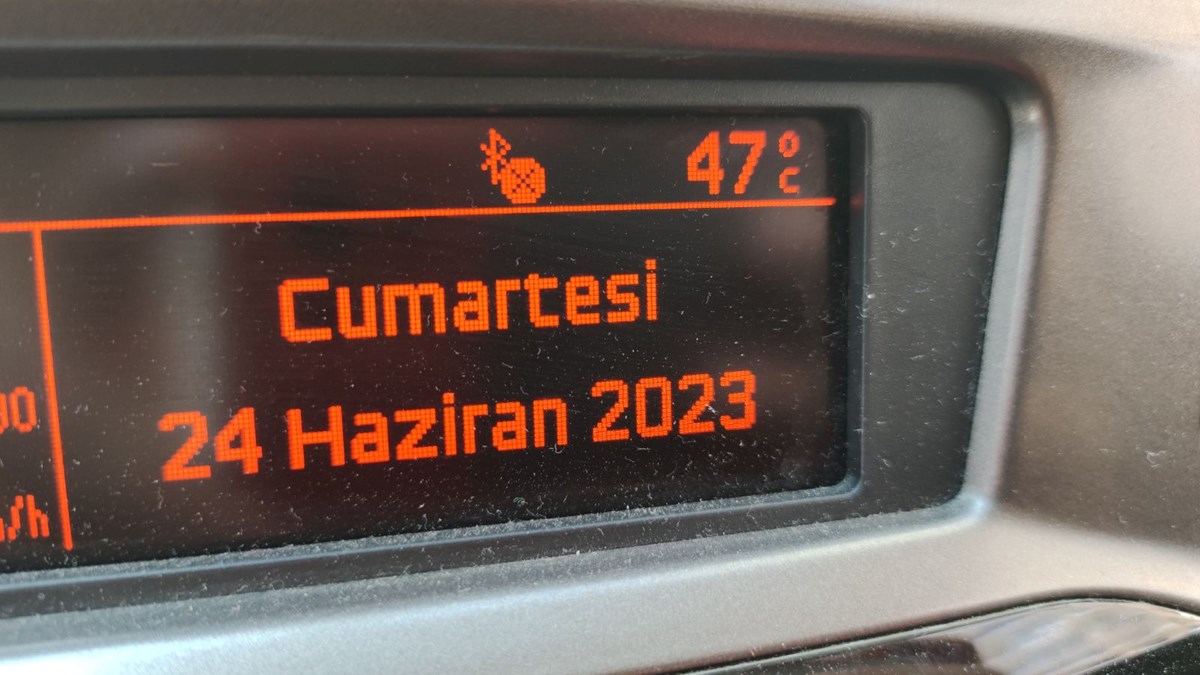 47 °C
Cumartesi
24 Haziran 2023
/h